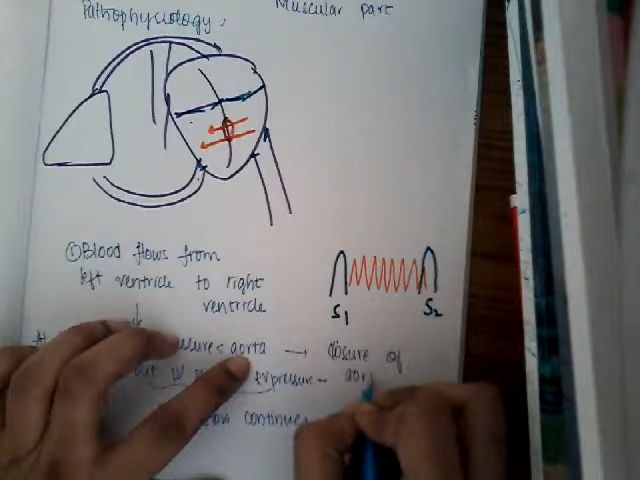 Pathophysiology:
Muscular part
① Blood flows from
left ventricle to right
ventricle
S1
S2
aorta → closure of
pressure aor
continues